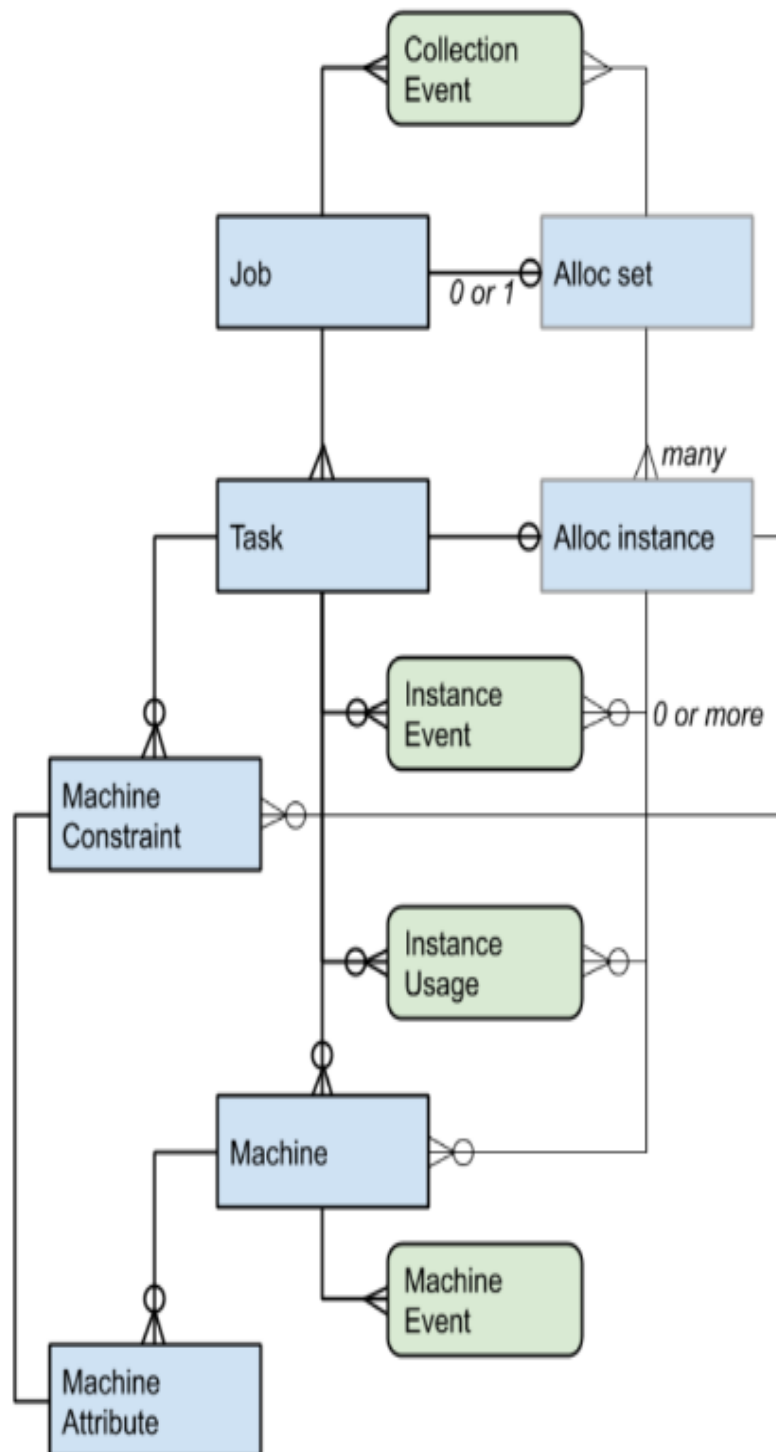 Collection
Event
Job
0 or 1
Alloc set
many
Task
Alloc instance
Instance
Event
0 or more
Machine
Constraint
Instance
Usage
Machine
Machine
Event
Machine
Attribute